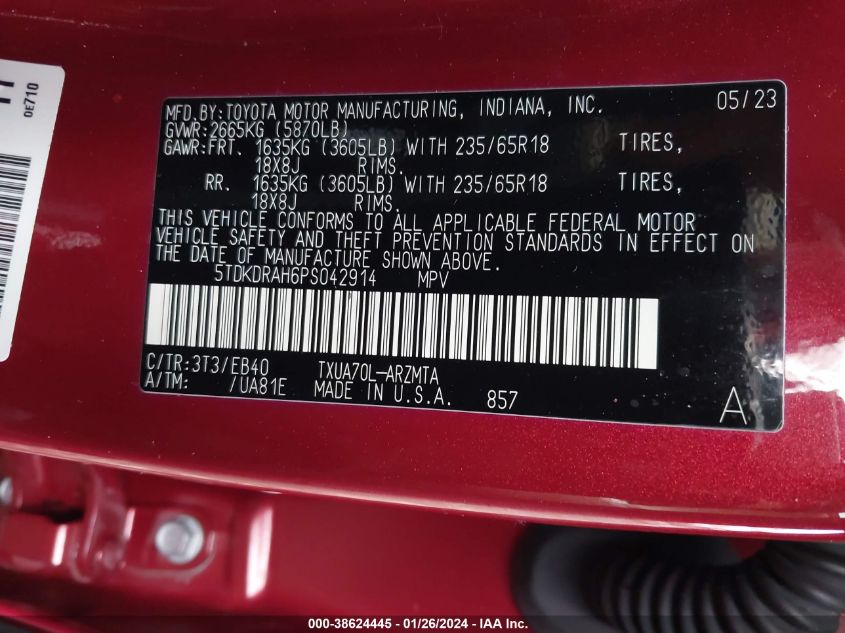 11
0E710
MFD.BY:TOYOTA MOTOR MANUFACTURING, INDIANA, INC. 05/23
GVWR:2665KG (5870LB)
GAWR:FRT. 1635KG (3605LB) WITH 235/65R18 TIRES,
18X8J RIMS.
RR. 1635KG (3605LB) WITH 235/65R18 TIRES,
18X8J RIMS.
THIS VEHICLE CONFORMS TO ALL APPLICABLE FEDERAL MOTOR
VEHICLE SAFETY AND THEFT PREVENTION STANDARDS IN EFFECT ON
THE DATE OF MANUFACTURE SHOWN ABOVE.
5TDKDRAH6PS042914 MPV
C/TR:3T3/EB40 TXUA70L-ARZMTA
A/TM: /UA81E MADE IN U.S.A. 857
A
000-38624445 - 01/26/2024 - IAA Inc.